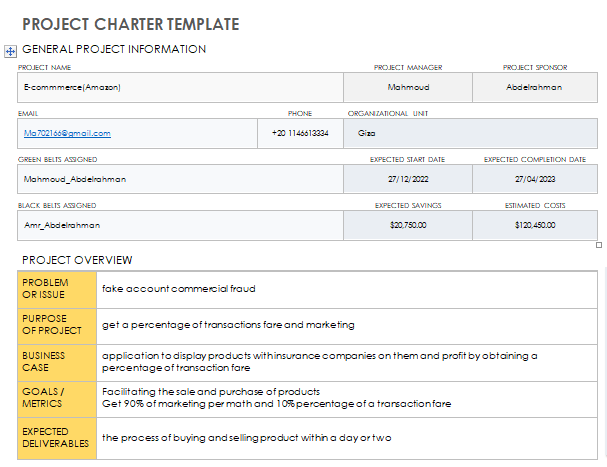 PROJECT CHARTER TEMPLATE
GENERAL PROJECT INFORMATION
PROJECT NAME PROJECT MANAGER PROJECT SPONSOR
E-commmerce(Amazon) Mahmoud Abdelrahman
EMAIL PHONE ORGANIZATIONAL UNIT
Ma702166@gmail.com +20 1146613334 Giza
GREEN BELTS ASSIGNED EXPECTED START DATE EXPECTED COMPLETION DATE
Mahmoud_Abdelrahman 27/12/2022 27/04/2023
BLACK BELTS ASSIGNED EXPECTED SAVINGS ESTIMATED COSTS
Amr_Abdelrahman $20,750.00 $120,450.00
PROJECT OVERVIEW
PROBLEM
OR ISSUE
fake account commercial fraud
PURPOSE
OF PROJECT
get a percentage of transactions fare and marketing
BUSINESS
CASE
application to display products with insurance companies on them and profit by obtaining a
percentage of transaction fare
GOALS /
METRICS
Facilitating the sale and purchase of products
Get 90% of marketing per math and 10% percentage of a transaction fare
EXPECTED
DELIVERABLES
the process of buying and selling product within a day or two